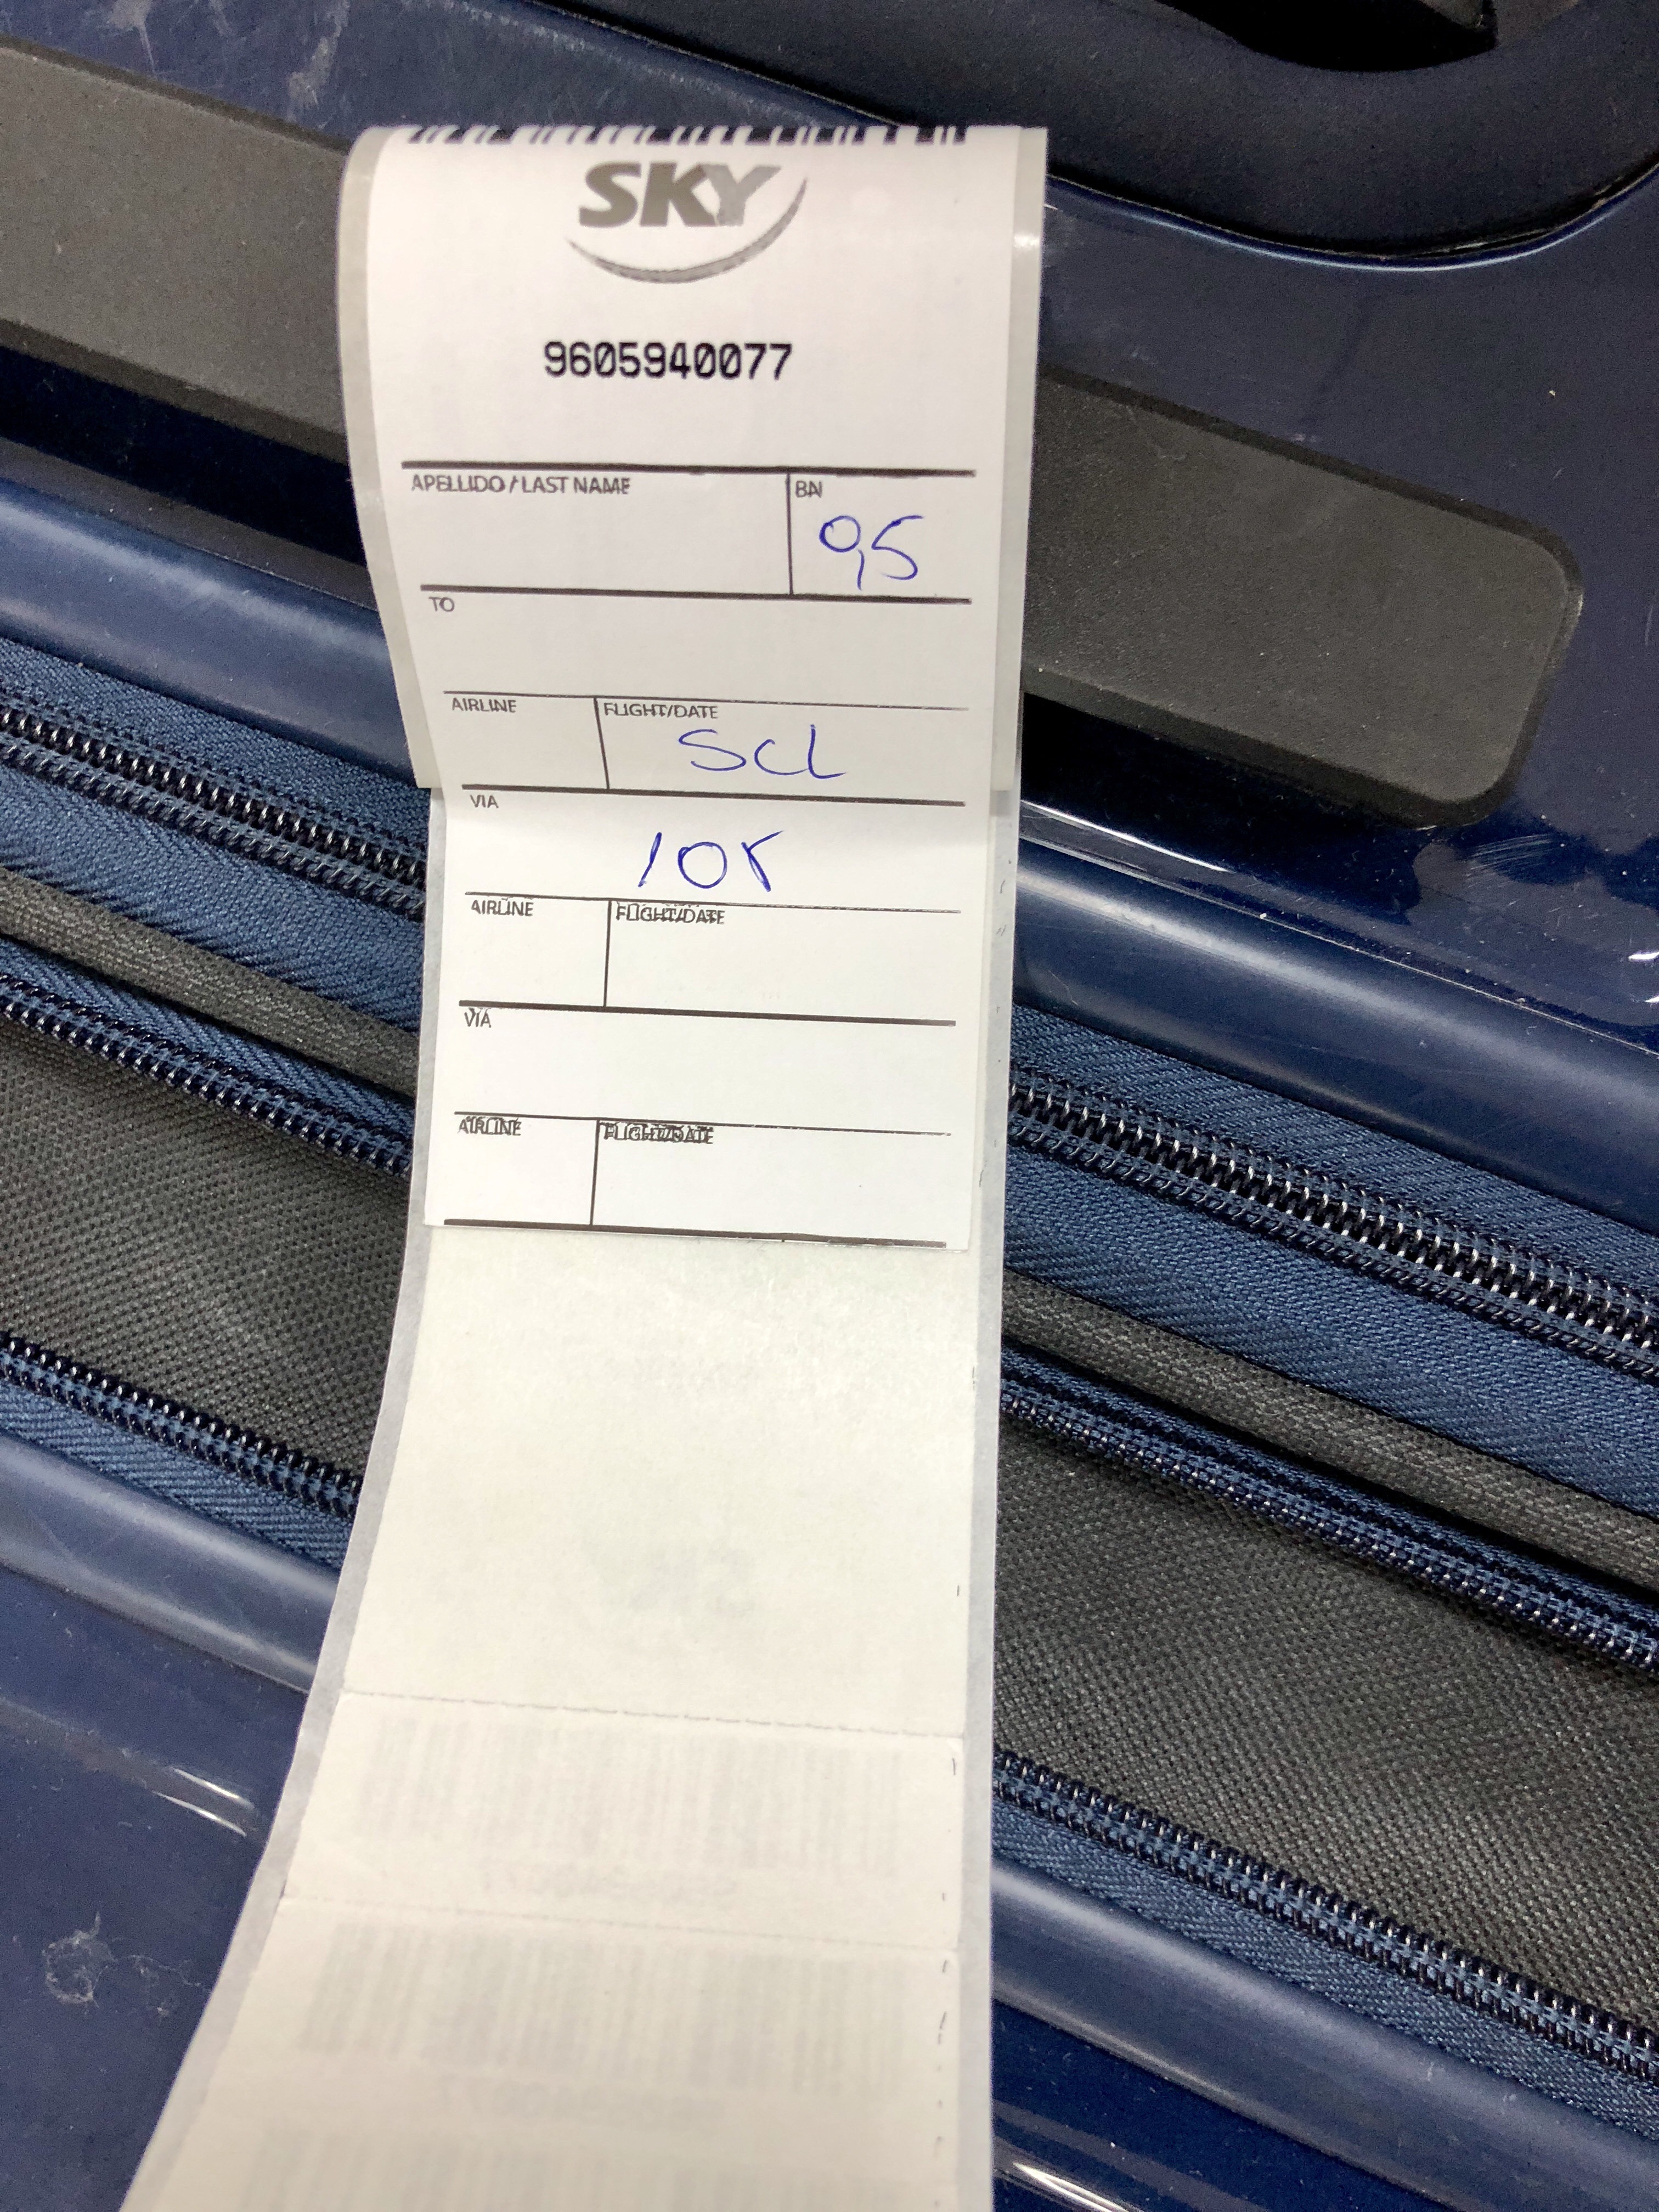 SKY
9605940077
APELLIDO / LAST NAME BN
95
TO
AIRLINE FLIGHT/DATE
SCL
VIA
AIRLINE FLIGHT/DATE
VIA
AIRLINE FLIGHT/DATE